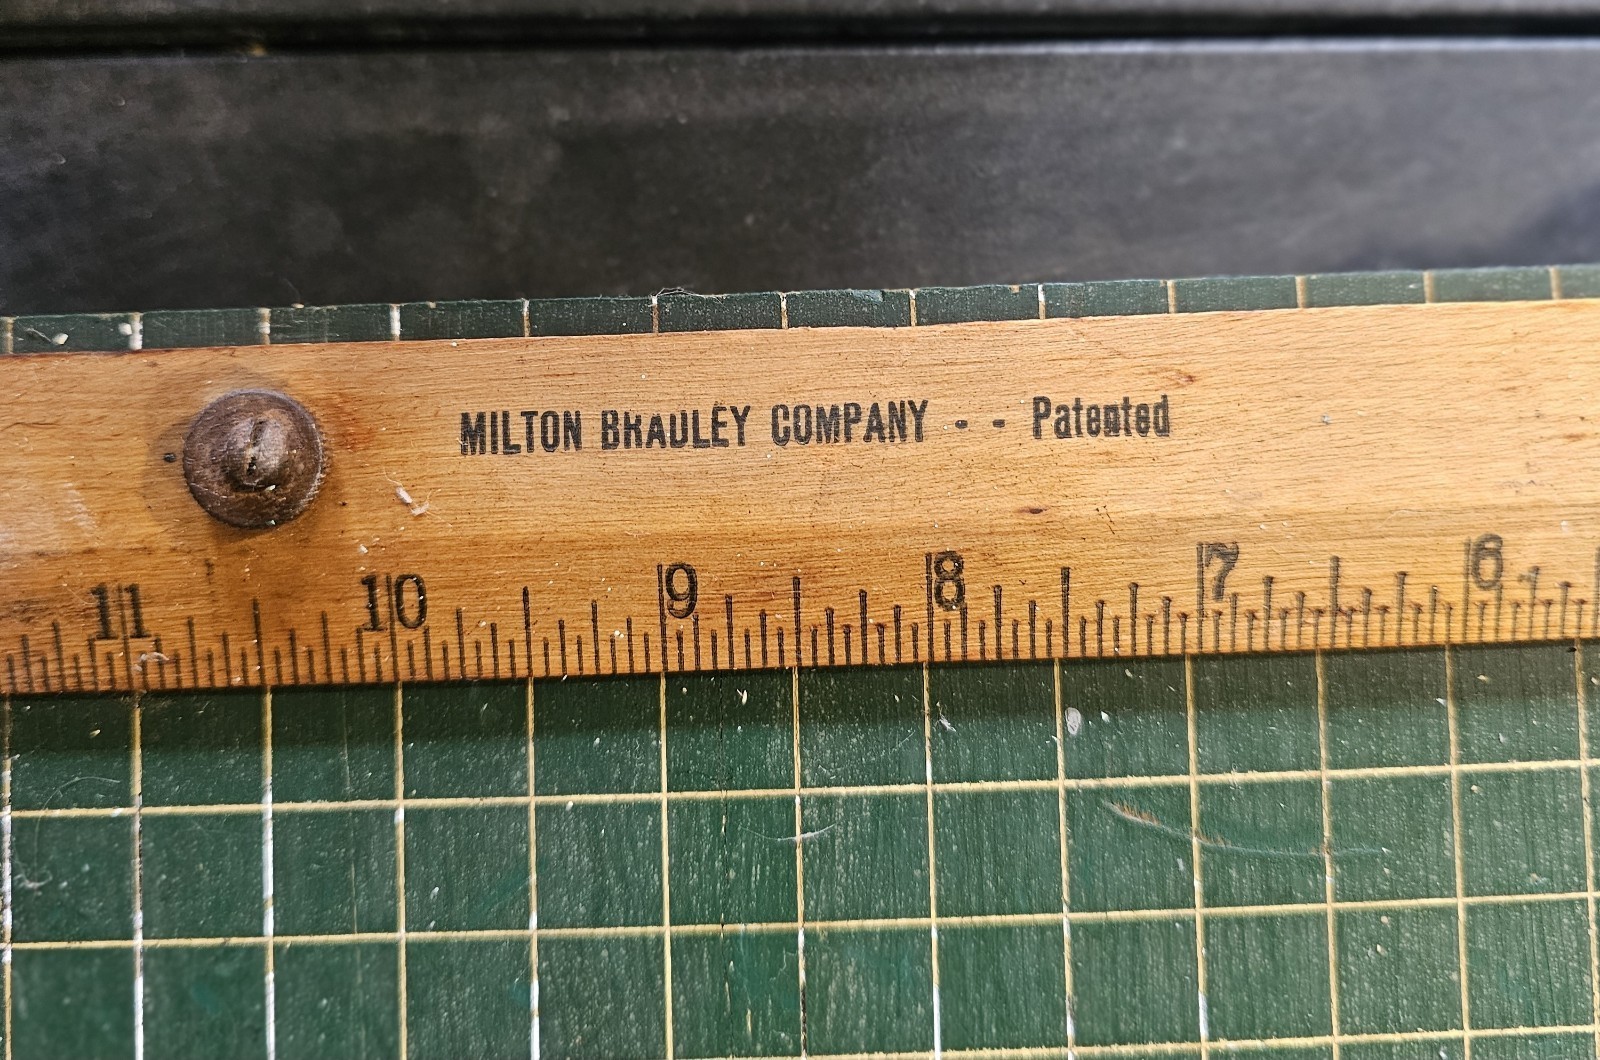 MILTON BRADLEY COMPANY - - Patented
11 10 9 8 7 6